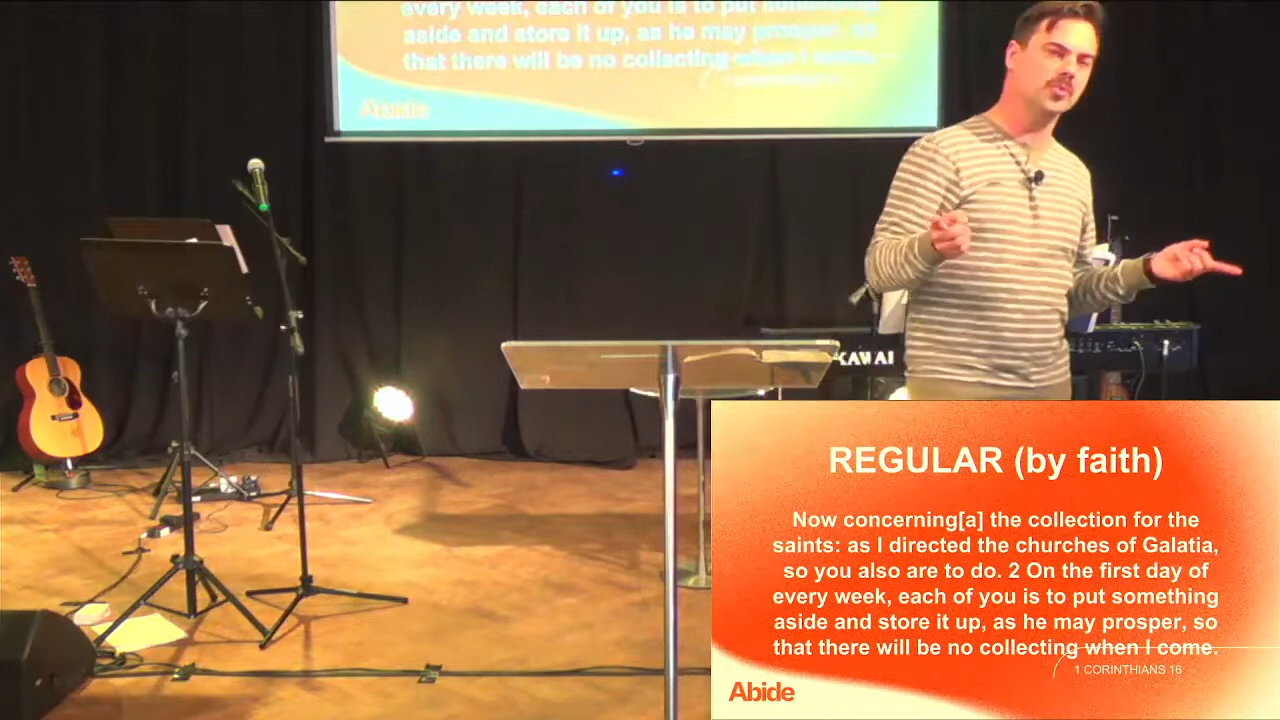 every week, each of you is to put something
aside and store it up, as he may prosper, so
that there will be no collecting when I come.
Abide
KAWAI
REGULAR (by faith)
Now concerning[a] the collection for the
saints: as I directed the churches of Galatia,
so you also are to do. 2 On the first day of
every week, each of you is to put something
aside and store it up, as he may prosper, so
that there will be no collecting when I come.
1 CORINTHIANS 16
Abide